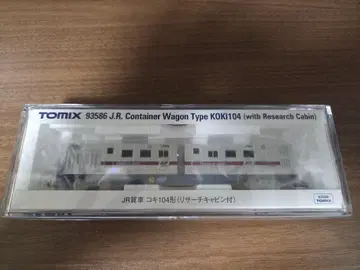 TOMIX 93586 J.R. Container Wagon Type KOKI104 (with Research Cabin)
JR貨車 コキ104形(リサーチキャビン付)